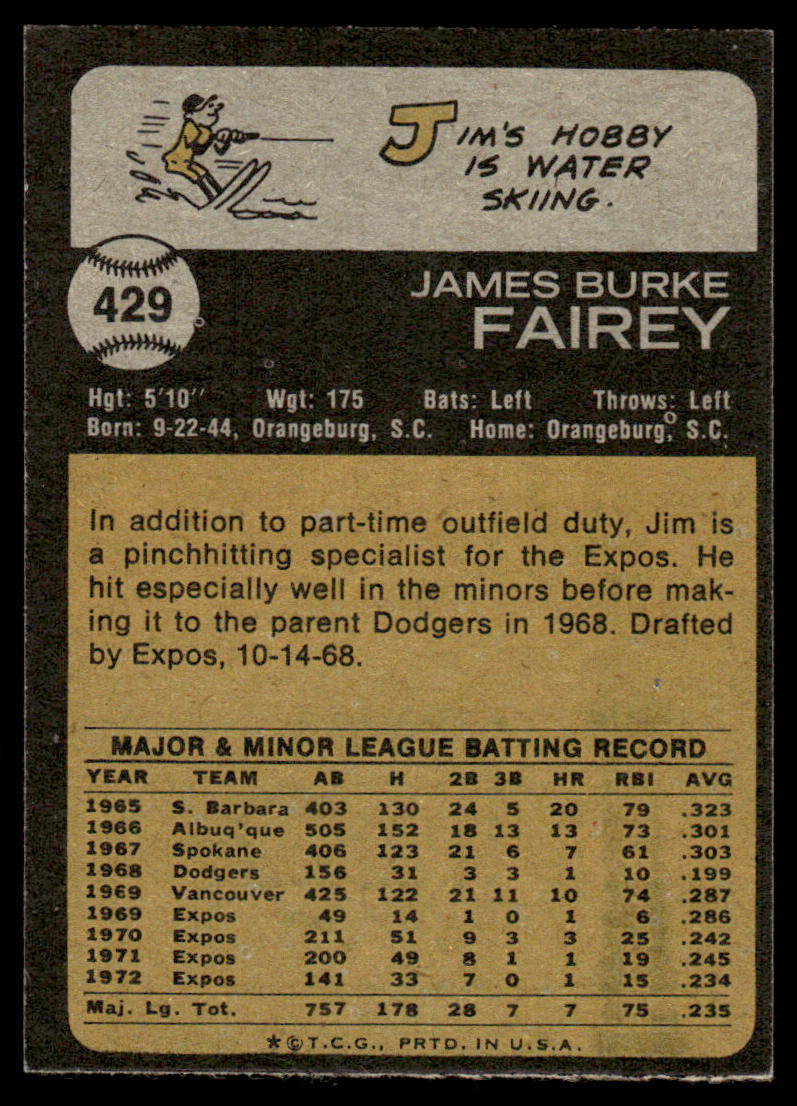 JIM'S HOBBY
IS WATER
SKIING.
429
JAMES BURKE
FAIREY
Hgt: 5'10" Wgt: 175 Bats: Left Throws: Left
Born: 9-22-44, Orangeburg, S.C. Home: Orangeburg, S.C.
In addition to part-time outfield duty, Jim is
a pinchhitting specialist for the Expos. He
hit especially well in the minors before mak-
ing it to the parent Dodgers in 1968. Drafted
by Expos, 10-14-68.
MAJOR & MINOR LEAGUE BATTING RECORD
YEAR TEAM AB H 2B 3B HR RBI AVG
1965 S. Barbara 403 130 24 5 20 79 .323
1966 Albuq'que 505 152 18 13 13 73 .301
1967 Spokane 406 123 21 6 7 61 .303
1968 Dodgers 156 31 3 3 1 10 .199
1969 Vancouver 425 122 21 11 10 74 .287
1969 Expos 49 14 1 0 1 6 .286
1970 Expos 211 51 9 3 3 25 .242
1971 Expos 200 49 8 1 1 19 .245
1972 Expos 141 33 7 0 1 15 .234
Maj. Lg. Tot. 757 178 28 7 7 75 .235
*©T.C.G., PRTD. IN U.S.A.